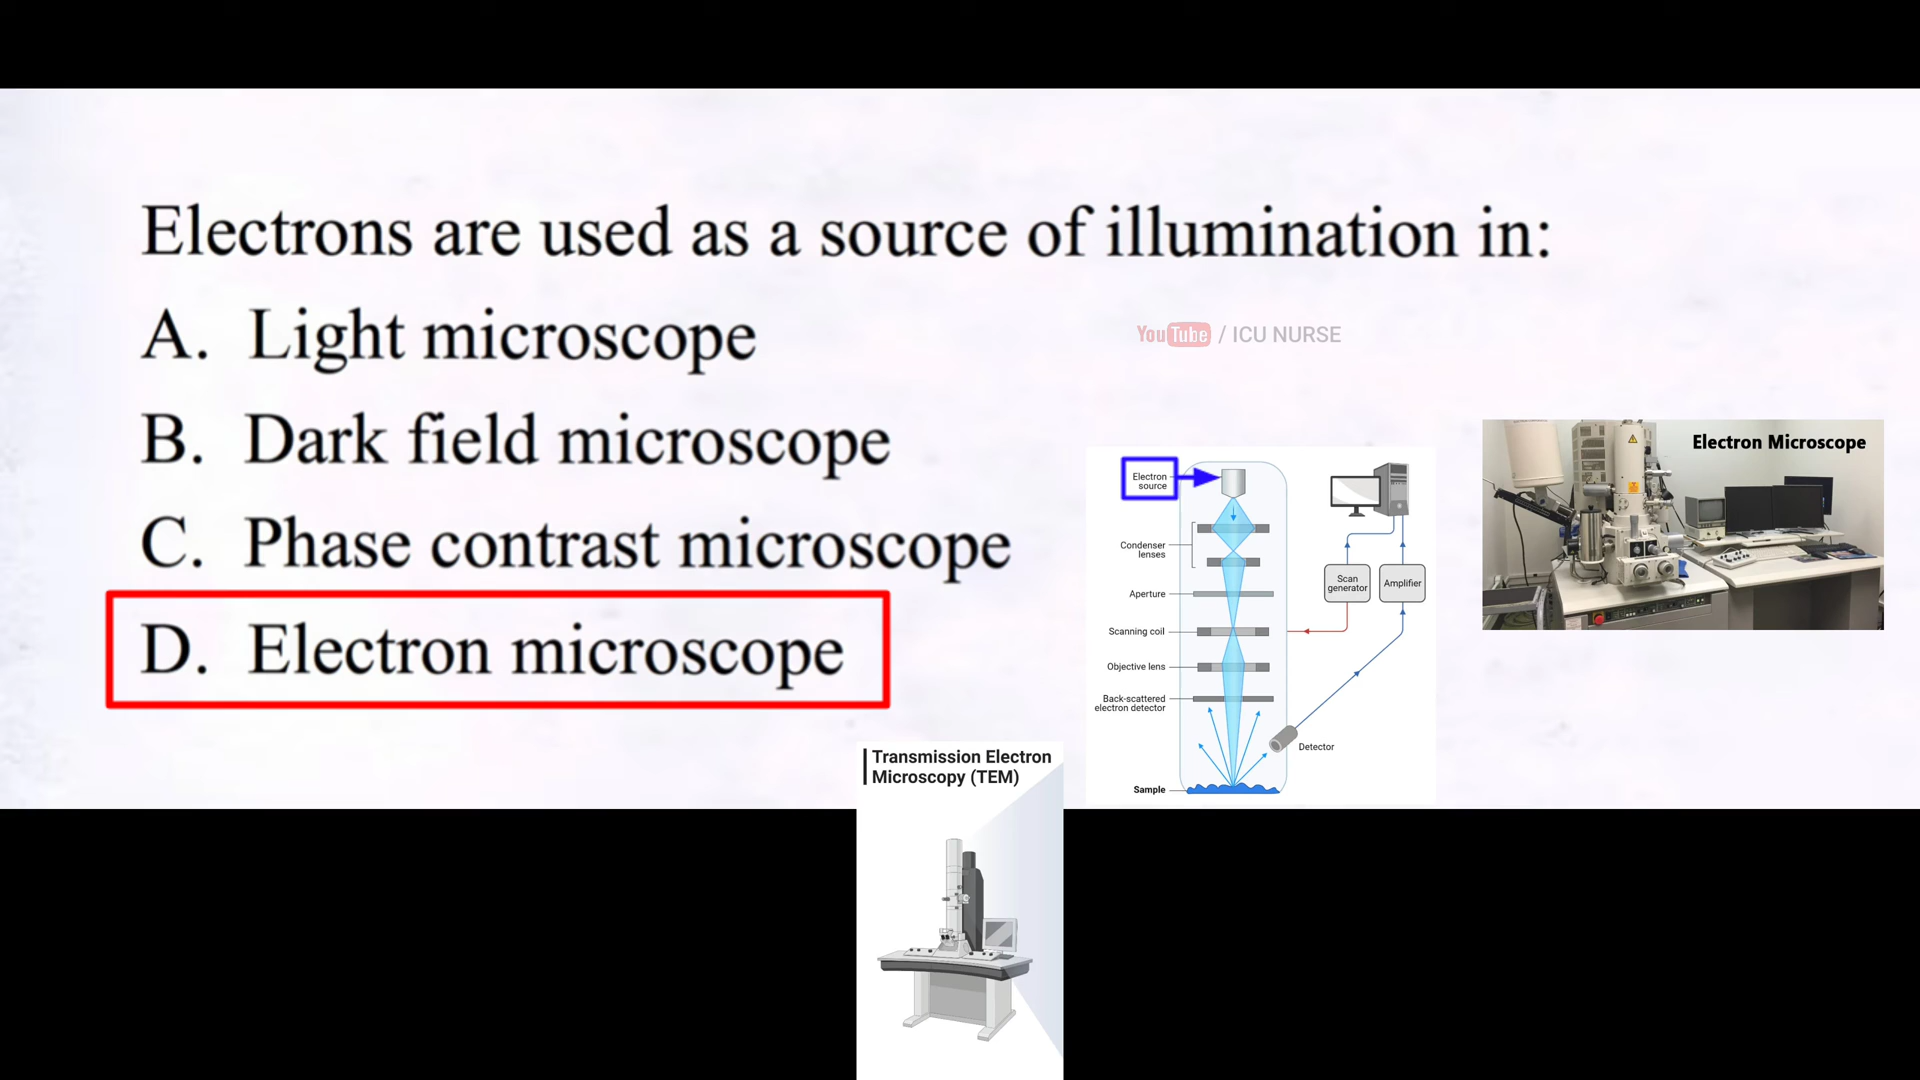 Electrons are used as a source of illumination in:
A. Light microscope
B. Dark field microscope
C. Phase contrast microscope
D. Electron microscope
YouTube / ICU NURSE
Electron
source
Condenser
lenses
Aperture
Scanning coil
Objective lens
Back-scattered
electron detector
Sample
Scan
generator
Amplifier
Detector
Electron Microscope
Transmission Electron
Microscopy (TEM)